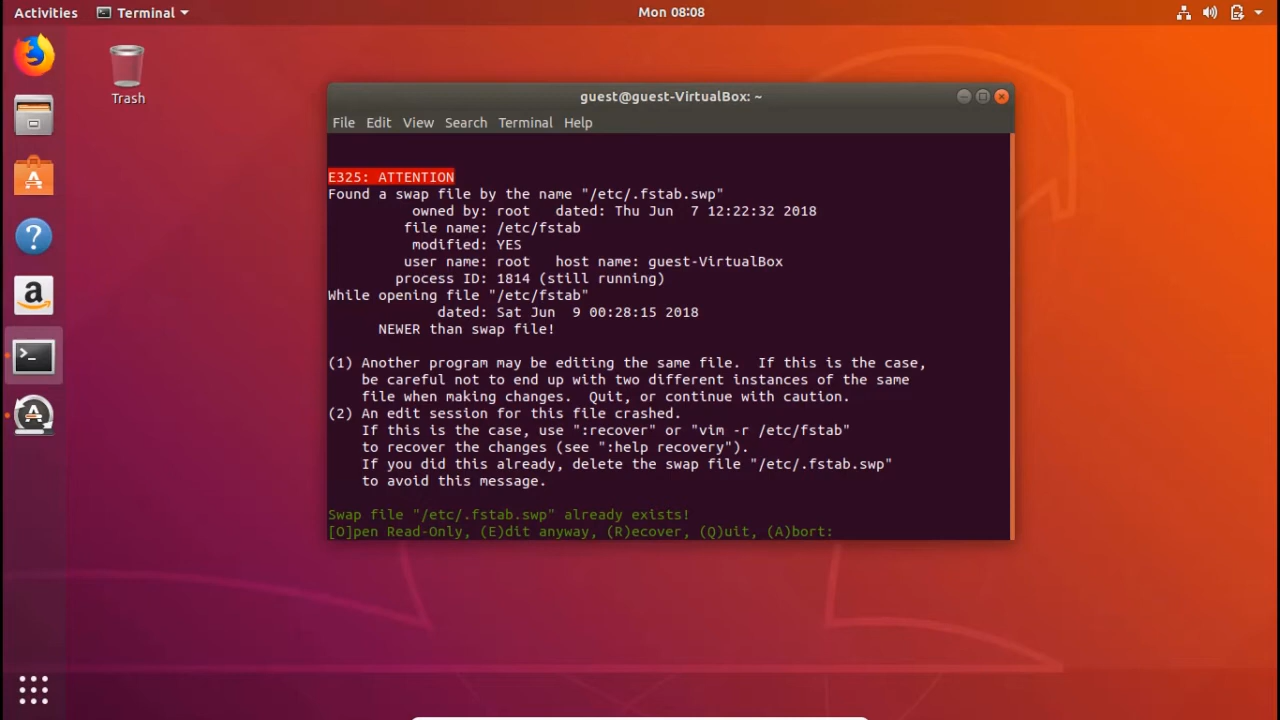 Activities Terminal Mon 08:08
Trash
guest@guest-VirtualBox: ~
File Edit View Search Terminal Help
E325: ATTENTION
Found a swap file by the name "/etc/.fstab.swp"
owned by: root dated: Thu Jun 7 12:22:32 2018
file name: /etc/fstab
modified: YES
user name: root host name: guest-VirtualBox
process ID: 1814 (still running)
While opening file "/etc/fstab"
dated: Sat Jun 9 00:28:15 2018
NEWER than swap file!
(1) Another program may be editing the same file. If this is the case,
be careful not to end up with two different instances of the same
file when making changes. Quit, or continue with caution.
(2) An edit session for this file crashed.
If this is the case, use ":recover" or "vim -r /etc/fstab"
to recover the changes (see ":help recovery").
If you did this already, delete the swap file "/etc/.fstab.swp"
to avoid this message.
Swap file "/etc/.fstab.swp" already exists!
[O]pen Read-Only, (E)dit anyway, (R)ecover, (Q)uit, (A)bort: